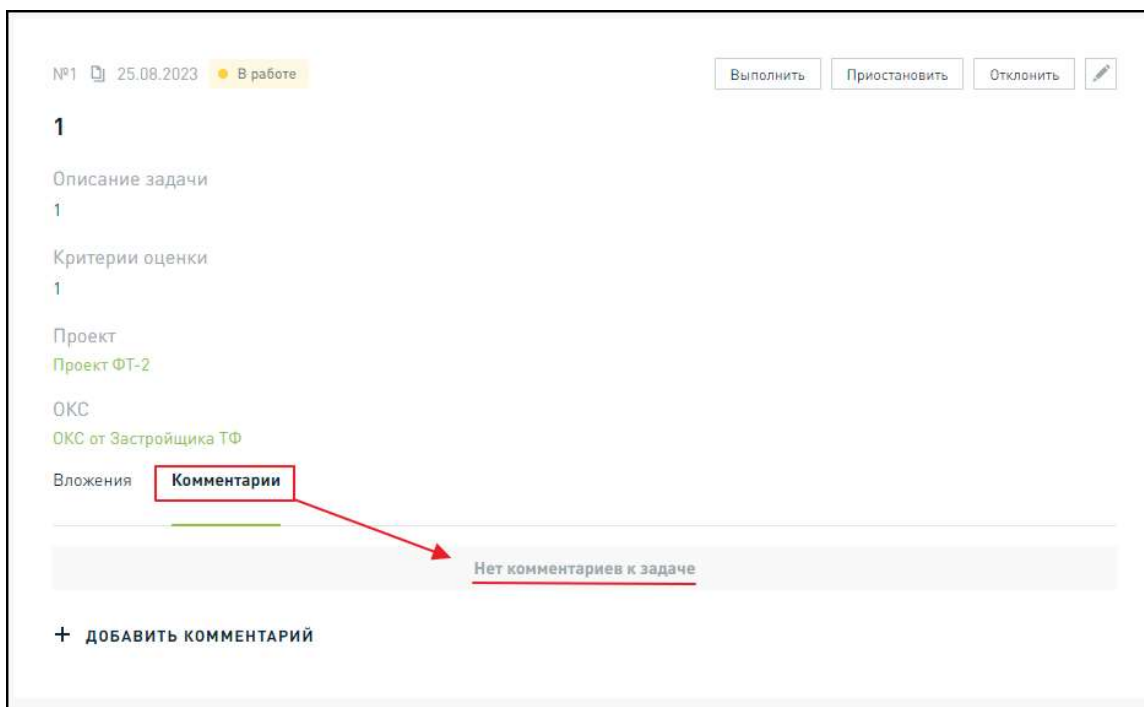 №1 25.08.2023 В работе Выполнить Приостановить Отклонить
1
Описание задачи
1
Критерии оценки
1
Проект
Проект ФТ-2
ОКС
ОКС от Застройщика ТФ
Вложения Комментарии
Нет комментариев к задаче
+ ДОБАВИТЬ КОММЕНТАРИЙ